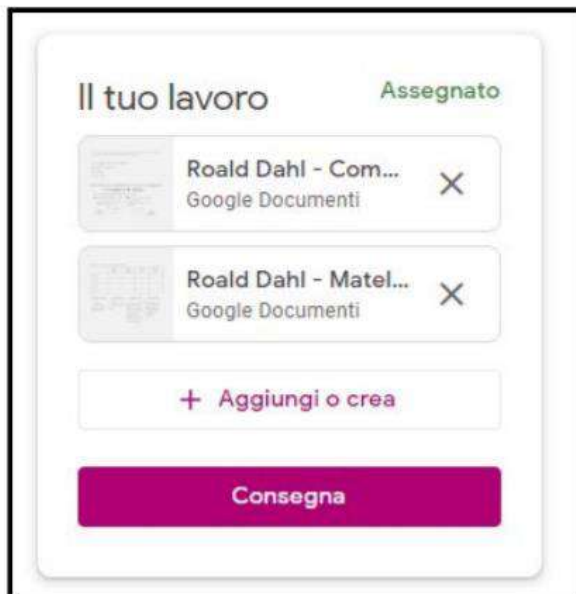 Il tuo lavoro
Assegnato
Roald Dahl - Com...
Google Documenti
Roald Dahl - Matel...
Google Documenti
+ Aggiungi o crea
Consegna